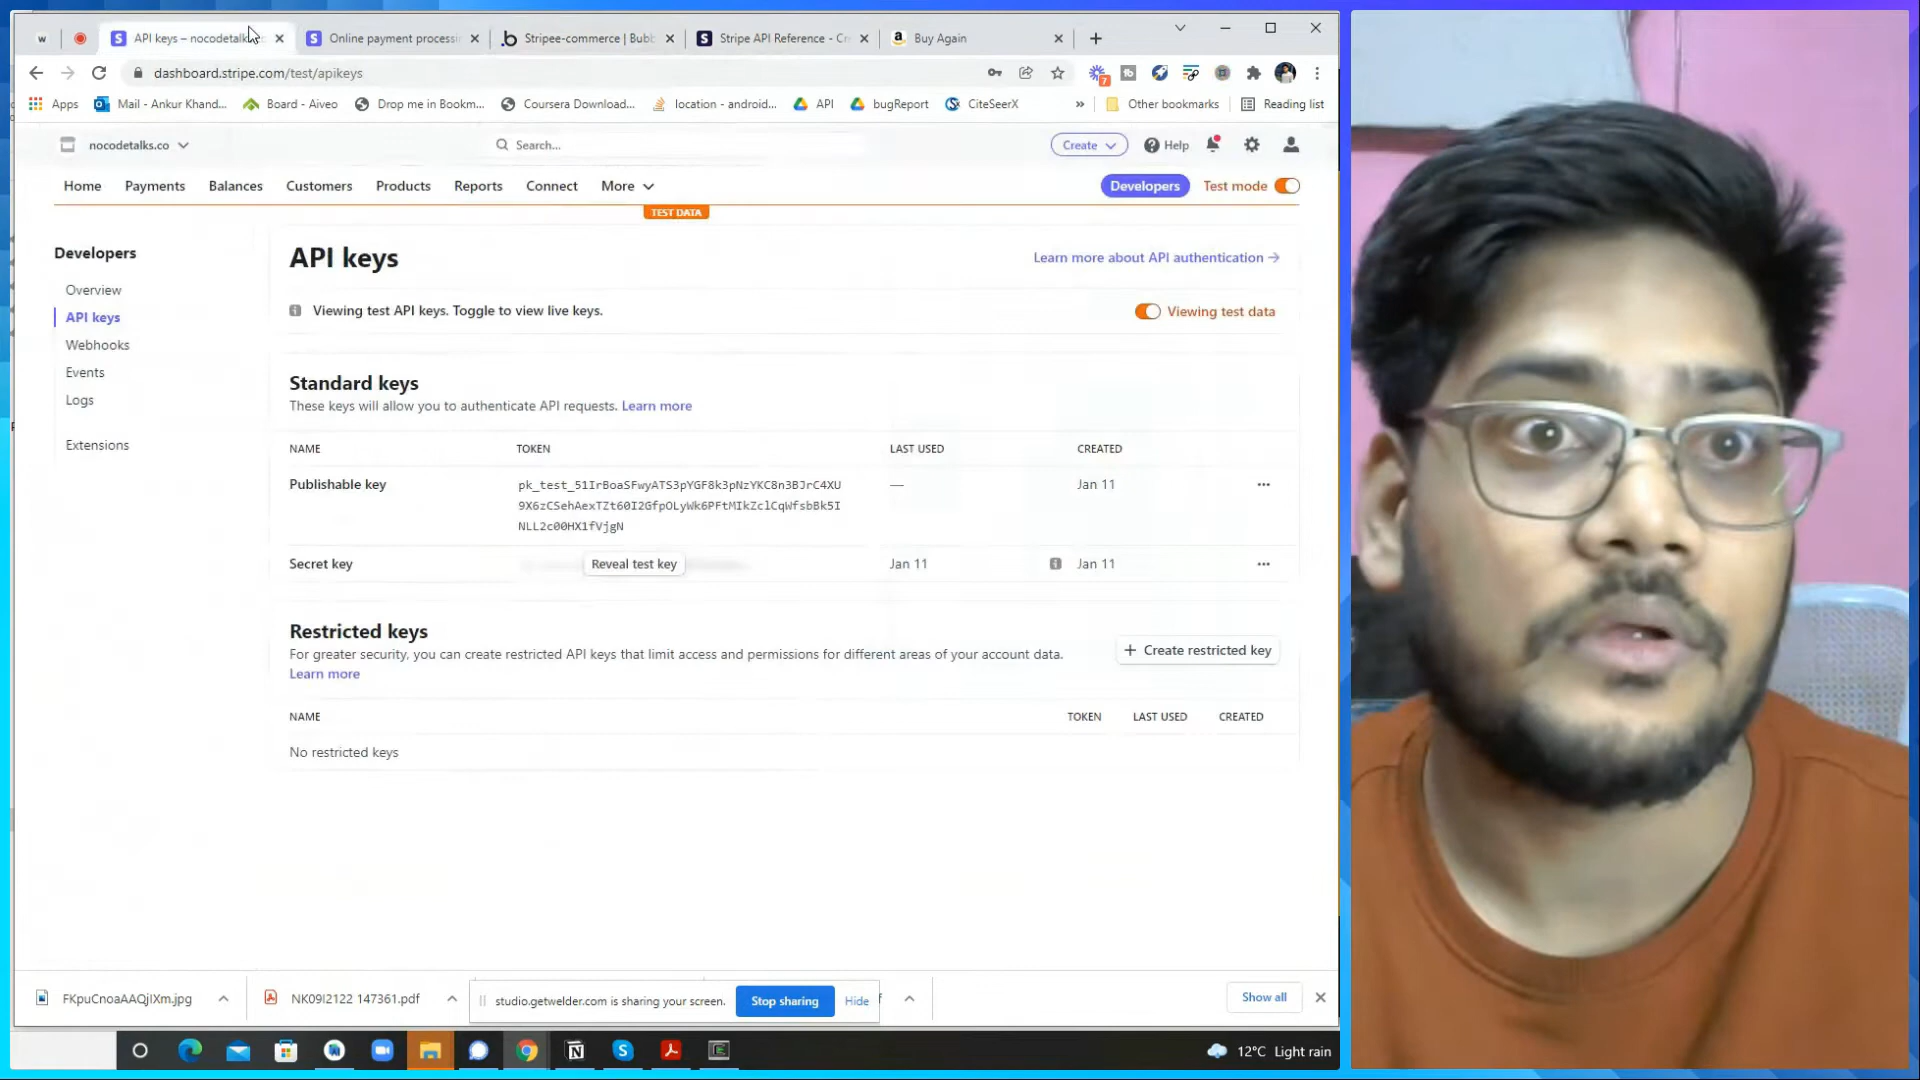 w
API keys – nocodetalks
Online payment processi
Stripee-commerce | Bubb
Stripe API Reference - Cr
Buy Again
dashboard.stripe.com/test/apikeys
7
Apps
Mail - Ankur Khand...
Board - Aiveo
Drop me in Bookm...
Coursera Download...
location - android...
API
bugReport
CiteSeerX
»
Other bookmarks
Reading list
nocodetalks.co
Search...
Create
Help
Home
Payments
Balances
Customers
Products
Reports
Connect
More
Developers
Test mode
TEST DATA
Developers
Overview
API keys
Webhooks
Events
Logs
Extensions
API keys
Learn more about API authentication →
Viewing test API keys. Toggle to view live keys.
Viewing test data
Standard keys
These keys will allow you to authenticate API requests. Learn more
NAME TOKEN LAST USED CREATED
Publishable key
pk_test_51IrBoaSFwyATS3pYGF8k3pNzYKC8n3BJrC4XU
9X6zCSehAexTZt60I2GfpOLyWk6PFtMIkZclCqWfsbBk5I
NLL2c00HX1fVjgN
—
Jan 11
Secret key
Reveal test key
Jan 11
Jan 11
Restricted keys
For greater security, you can create restricted API keys that limit access and permissions for different areas of your account data.
Learn more
+ Create restricted key
NAME TOKEN LAST USED CREATED
No restricted keys
FKpuCnoaAAQjIXm.jpg
NK09I2122 147361.pdf
studio.getwelder.com is sharing your screen.
Stop sharing
Hide
Show all
12°C Light rain